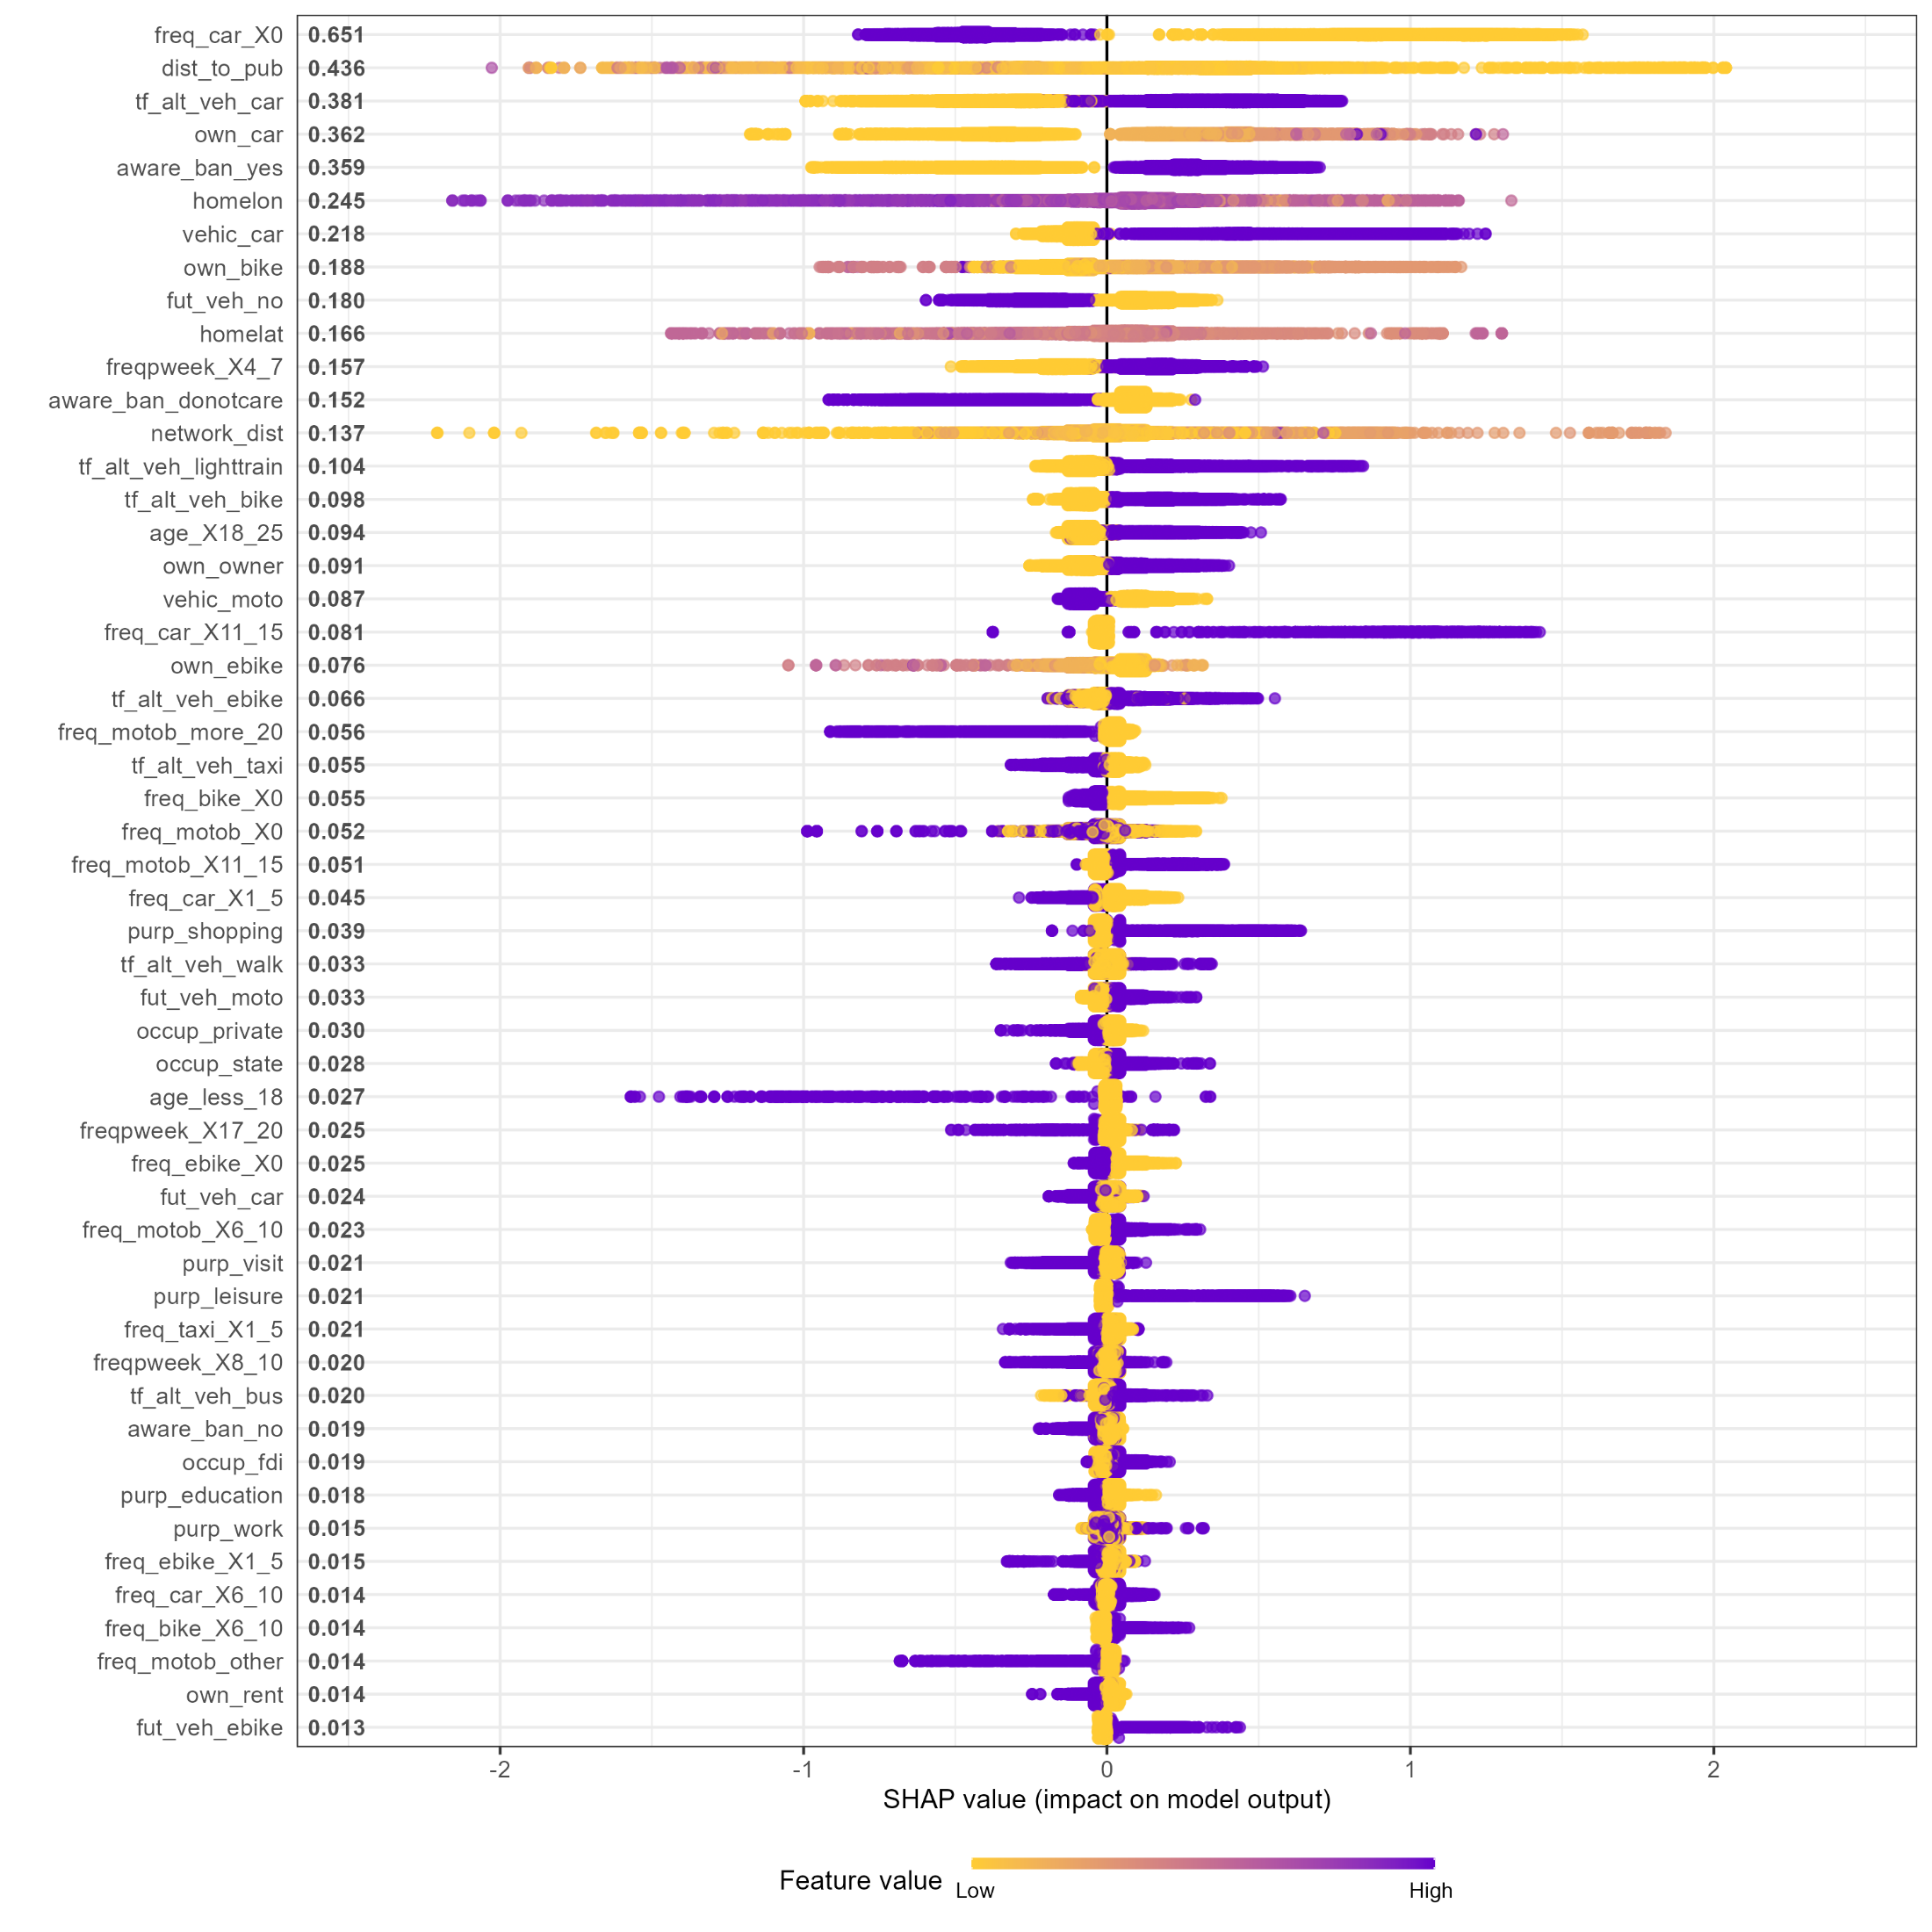 freq_car_X0 0.651
dist_to_pub 0.436
tf_alt_veh_car 0.381
own_car 0.362
aware_ban_yes 0.359
homelon 0.245
vehic_car 0.218
own_bike 0.188
fut_veh_no 0.180
homelat 0.166
freqpweek_X4_7 0.157
aware_ban_donotcare 0.152
network_dist 0.137
tf_alt_veh_lighttrain 0.104
tf_alt_veh_bike 0.098
age_X18_25 0.094
own_owner 0.091
vehic_moto 0.087
freq_car_X11_15 0.081
own_ebike 0.076
tf_alt_veh_ebike 0.066
freq_motob_more_20 0.056
tf_alt_veh_taxi 0.055
freq_bike_X0 0.055
freq_motob_X0 0.052
freq_motob_X11_15 0.051
freq_car_X1_5 0.045
purp_shopping 0.039
tf_alt_veh_walk 0.033
fut_veh_moto 0.033
occup_private 0.030
occup_state 0.028
age_less_18 0.027
freqpweek_X17_20 0.025
freq_ebike_X0 0.025
fut_veh_car 0.024
freq_motob_X6_10 0.023
purp_visit 0.021
purp_leisure 0.021
freq_taxi_X1_5 0.021
freqpweek_X8_10 0.020
tf_alt_veh_bus 0.020
aware_ban_no 0.019
occup_fdi 0.019
purp_education 0.018
purp_work 0.015
freq_ebike_X1_5 0.015
freq_car_X6_10 0.014
freq_bike_X6_10 0.014
freq_motob_other 0.014
own_rent 0.014
fut_veh_ebike 0.013
-2 -1 0 1 2
SHAP value (impact on model output)
Feature value
Low High